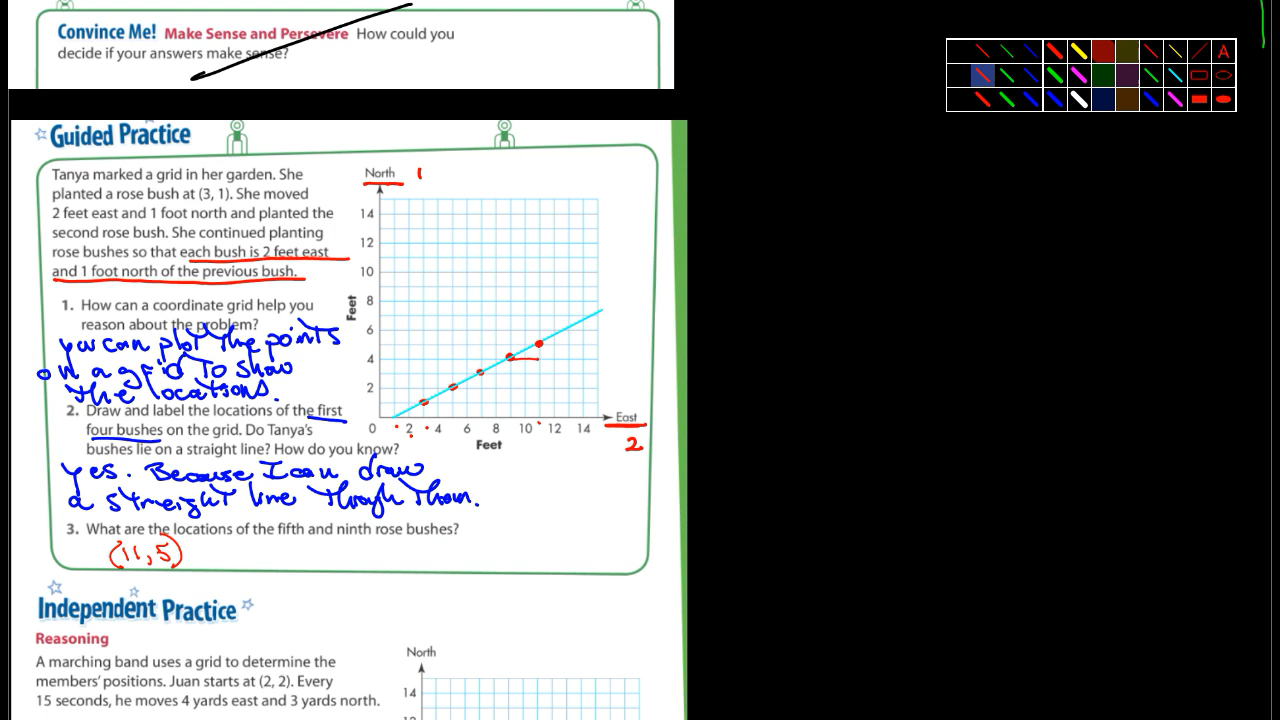 Convince Me! Make Sense and Persevere How could you
decide if your answers make sense?
Guided Practice
Tanya marked a grid in her garden. She
planted a rose bush at (3, 1). She moved
2 feet east and 1 foot north and planted the
second rose bush. She continued planting
rose bushes so that each bush is 2 feet east
and 1 foot north of the previous bush.
1. How can a coordinate grid help you
reason about the problem?
you can plot the points
on a grid to show
the locations.
2. Draw and label the locations of the first
four bushes on the grid. Do Tanya's
bushes lie on a straight line? How do you know?
yes. Because I can draw
a streight line through them.
3. What are the locations of the fifth and ninth rose bushes?
(11,5)
North 1
14
12
10
8
6
4
2
Feet
0 2 4 6 8 10 12 14
East
2
Feet
Independent Practice
Reasoning
A marching band uses a grid to determine the
members' positions. Juan starts at (2, 2). Every
15 seconds, he moves 4 yards east and 3 yards north.
North
14
12
A